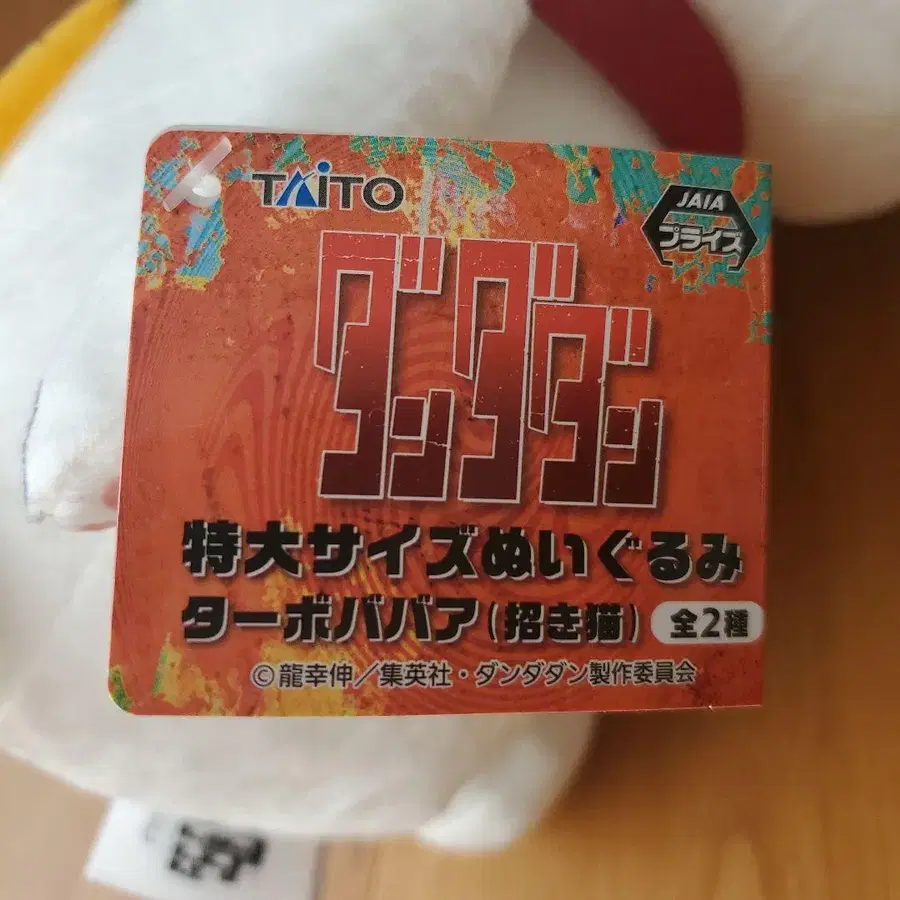 TAITO
JAIA
プライズ
ダンダダン
特大サイズぬいぐるみ
ターボババア(招き猫) 全2種
©龍幸伸/集英社・ダンダダン製作委員会